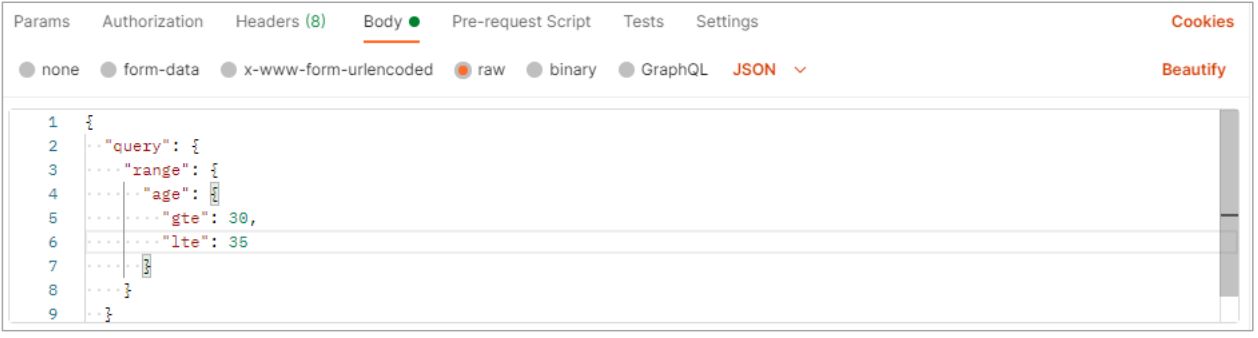 Params Authorization Headers (8) Body Pre-request Script Tests Settings Cookies
none form-data x-www-form-urlencoded raw binary GraphQL JSON Beautify
1 {
2 "query": {
3 "range": {
4 "age": {
5 "gte": 30,
6 "lte": 35
7 }
8 }
9 }